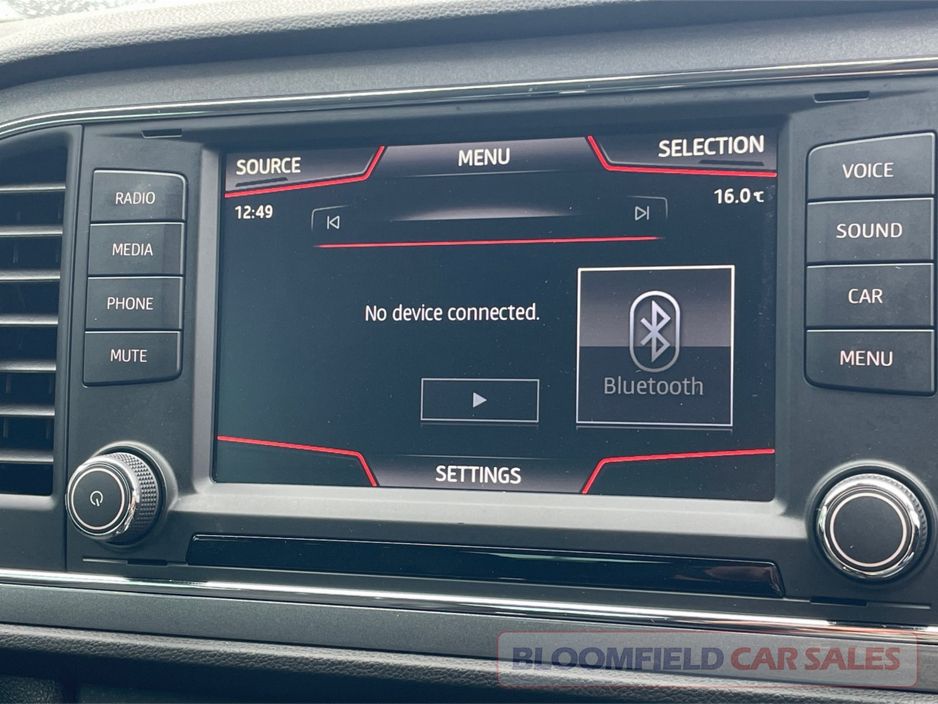 SOURCE
MENU
SELECTION
12:49
16.0℃
No device connected.
Bluetooth
SETTINGS
RADIO
MEDIA
PHONE
MUTE
VOICE
SOUND
CAR
MENU
BLOOMFIELD CAR SALES